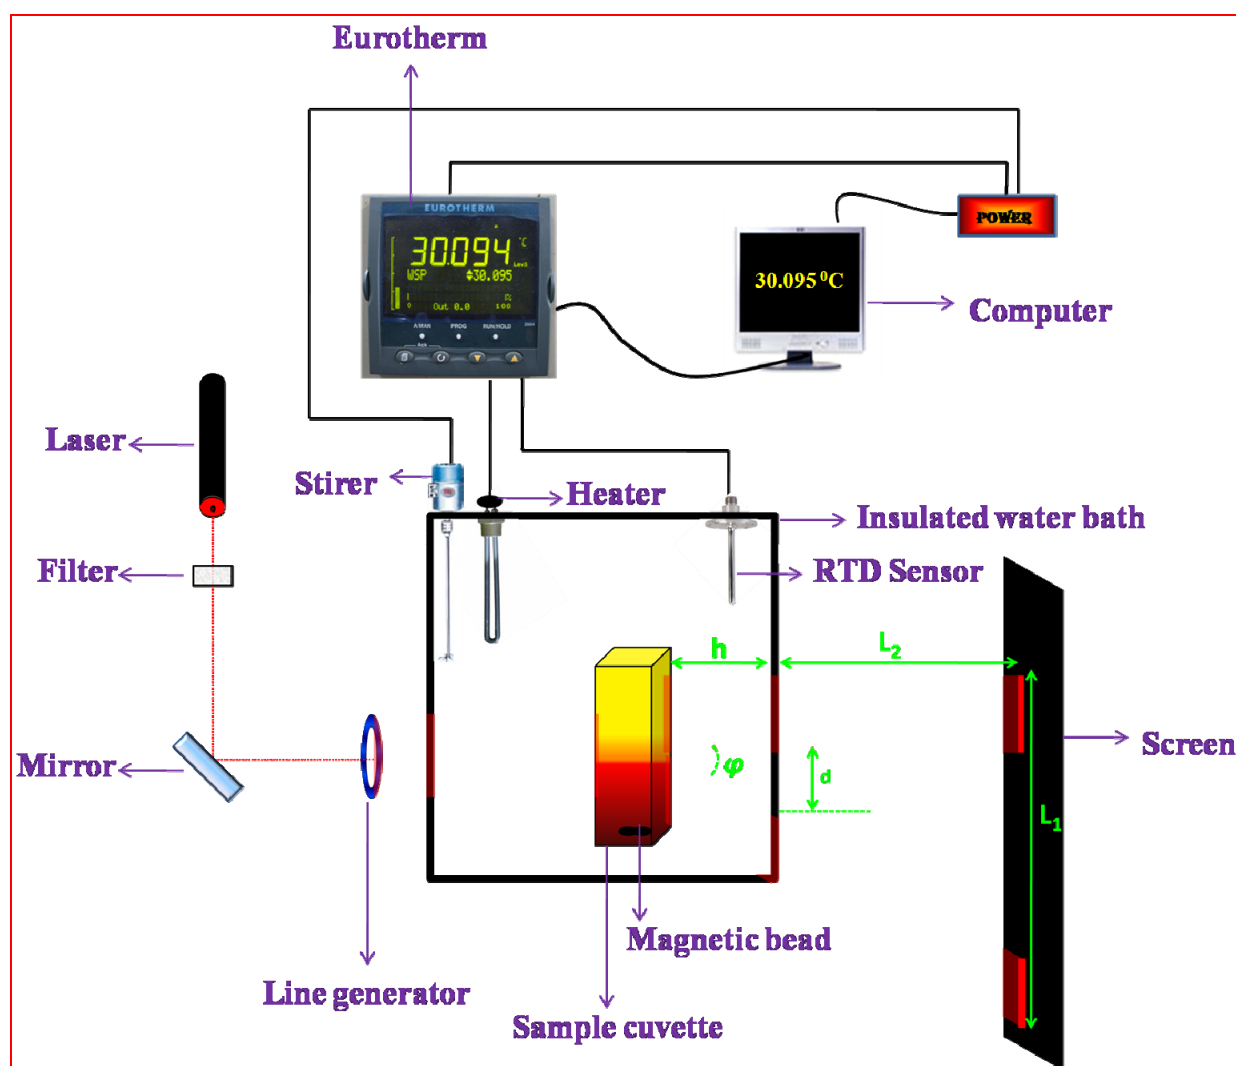 Eurotherm
EUROTHERM
30.094 °C
WSP ♦30.095
Out 0.0
0 100
%
A/MAN PROG RUN/HOLD
Ack
POWER
30.095 ⁰C
Computer
Laser
Stirer
Heater
Insulated water bath
Filter
RTD Sensor
h
L₂
Mirror
φ
d
Screen
L₁
Magnetic bead
Line generator
Sample cuvette